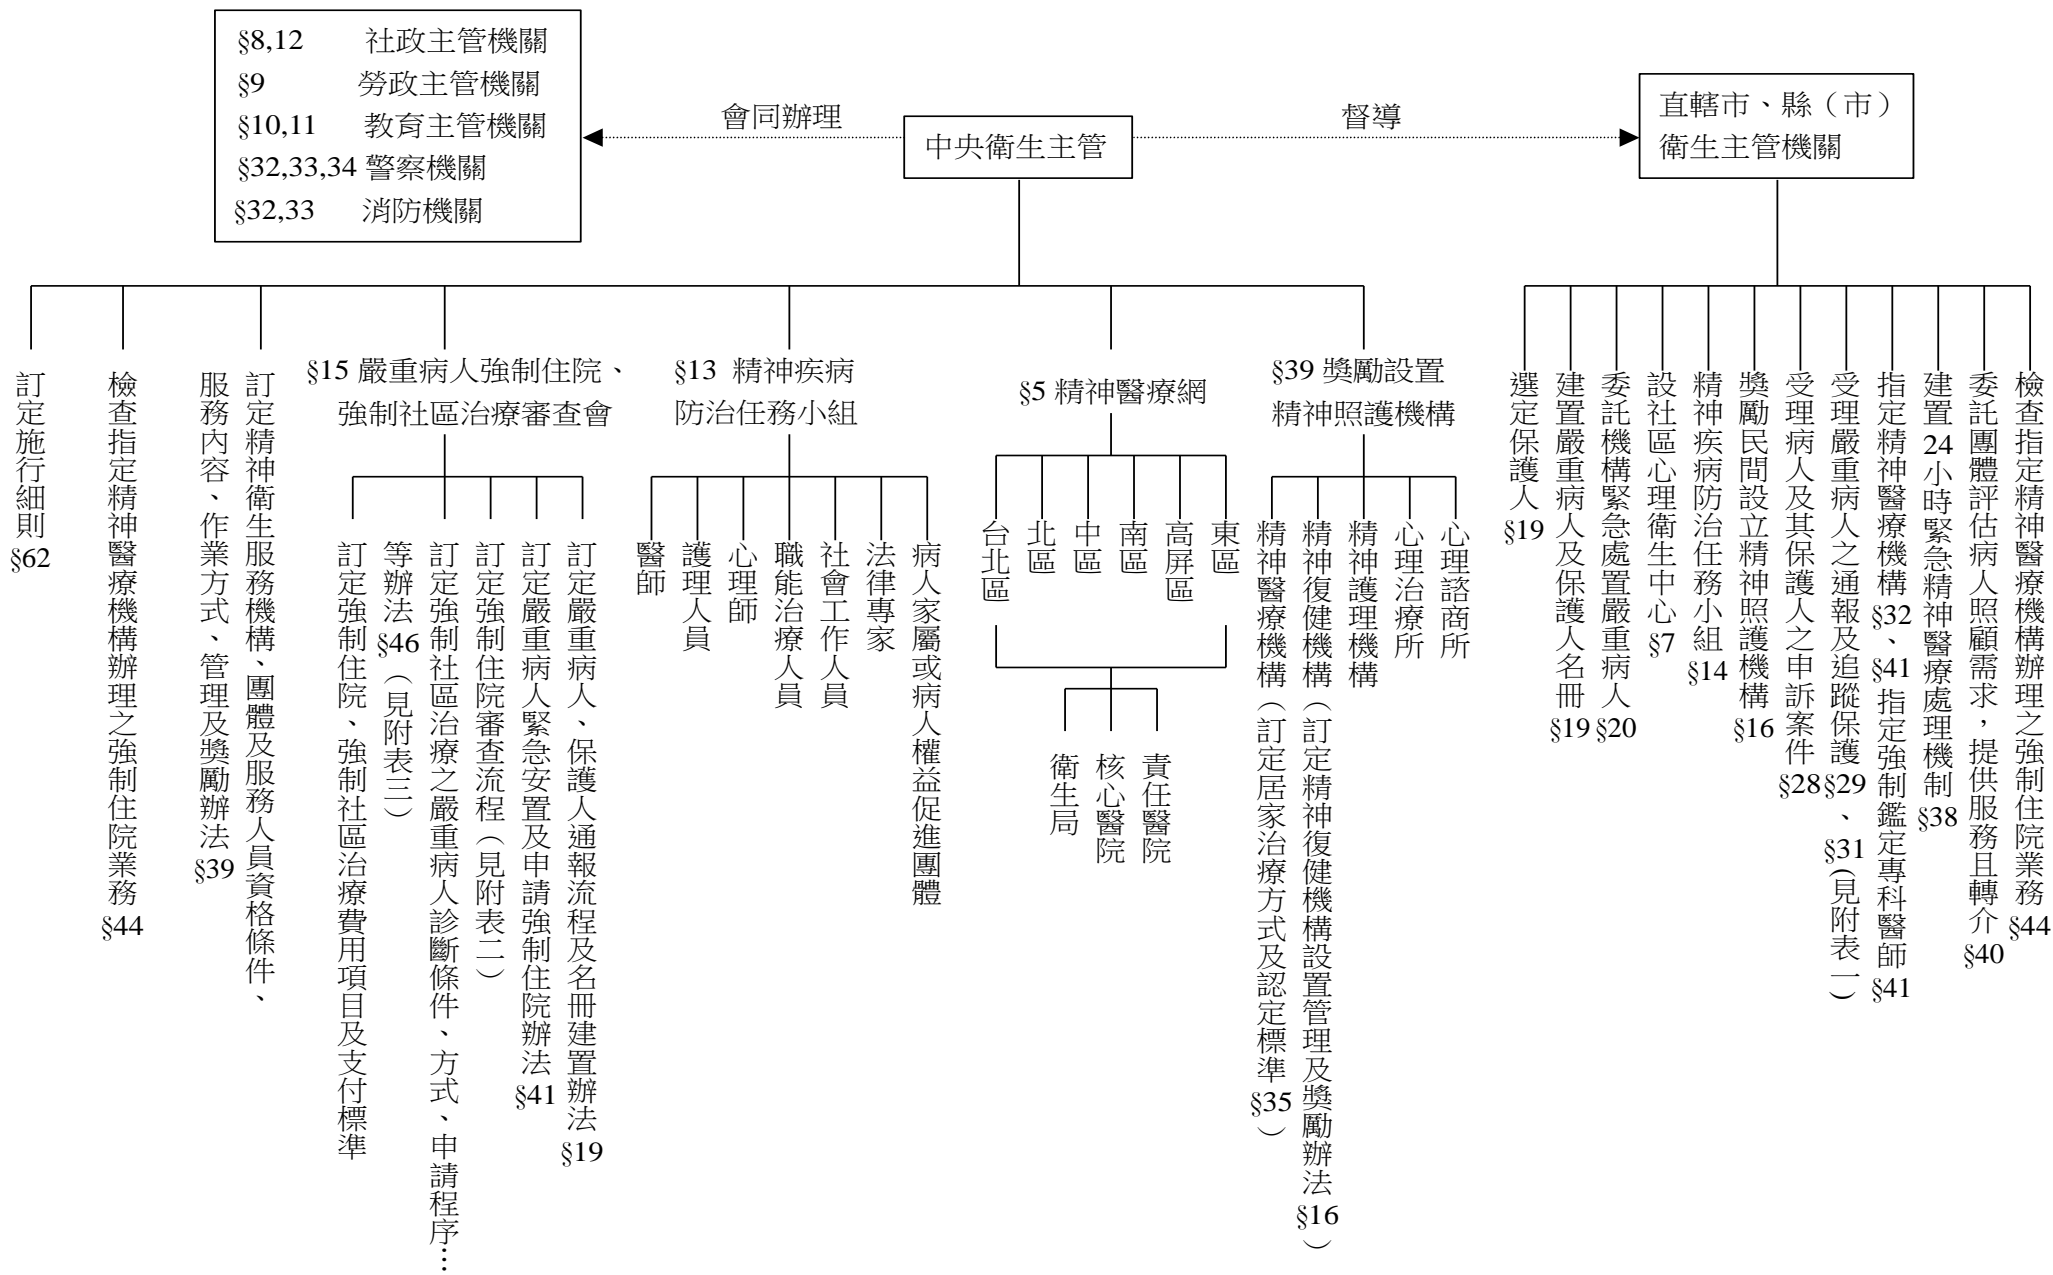 §8,12 社政主管機關
§9 勞政主管機關
§10,11 教育主管機關
§32,33,34 警察機關
§32,33 消防機關
會同辦理
中央衛生主管
督導
直轄市、縣（市）
衛生主管機關
訂定施行細則§62
檢查指定精神醫療機構辦理之強制住院業務§44
訂定精神衛生服務機構、團體及服務人員資格條件、
服務內容、作業方式、管理及獎勵辦法§39
§15 嚴重病人強制住院、
強制社區治療審查會
訂定強制住院、強制社區治療費用項目及支付標準
訂定強制社區治療之嚴重病人診斷條件、方式、申請程序…
等辦法§46（見附表三）
訂定強制住院審查流程（見附表二）
訂定嚴重病人緊急安置及申請強制住院辦法§41
訂定嚴重病人、保護人通報流程及名冊建置辦法§19
§13 精神疾病
防治任務小組
醫師
護理人員
心理師
職能治療人員
社會工作人員
法律專家
病人家屬或病人權益促進團體
§5 精神醫療網
台北區
北區
中區
南區
高屏區
東區
衛生局
核心醫院
責任醫院
§39 獎勵設置
精神照護機構
精神醫療機構（訂定居家治療方式及認定標準§35）
精神復健機構（訂定精神復健機構設置管理及獎勵辦法§16）
精神護理機構
心理治療所
心理諮商所
選定保護人§19
建置嚴重病人及保護人名冊§19
委託機構緊急處置嚴重病人§20
設社區心理衛生中心§7
精神疾病防治任務小組§14
獎勵民間設立精神照護機構§16
受理病人及其保護人之申訴案件§28
受理嚴重病人之通報及追蹤保護§29、§31(見附表一)
指定精神醫療機構§32、§41指定強制鑑定專科醫師§41
建置24小時緊急精神醫療處理機制§38
委託團體評估病人照顧需求，提供服務且轉介§40
檢查指定精神醫療機構辦理之強制住院業務§44